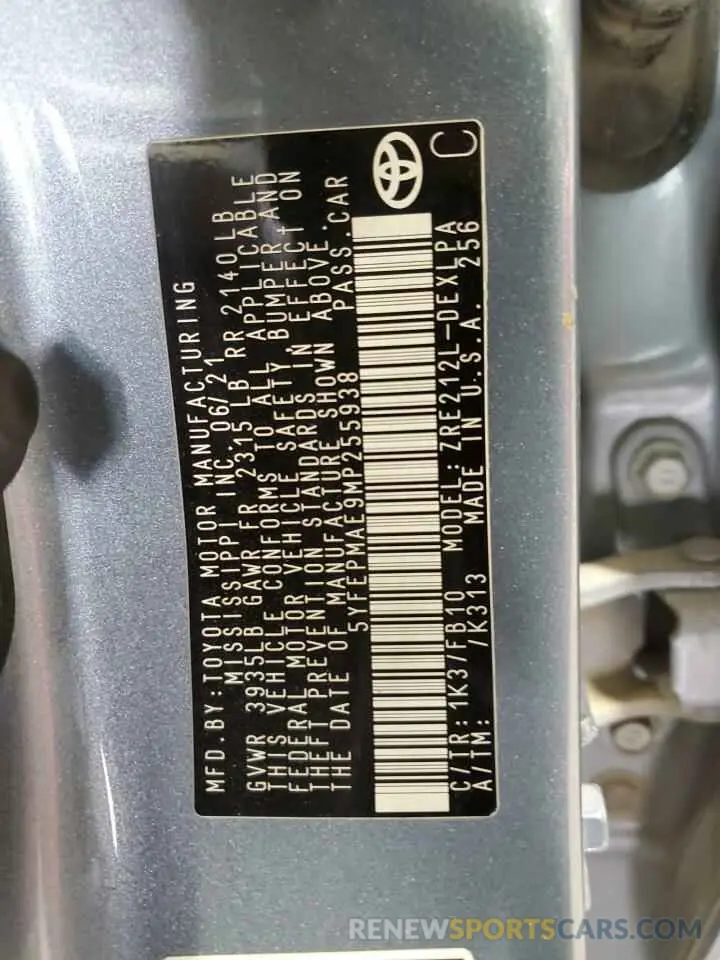 MFD. BY: TOYOTA MOTOR MANUFACTURING
MISSISSIPPI INC. 06/21
GVWR 3935LB GAWR FR 2315 LB RR 2140LB
THIS VEHICLE CONFORMS TO ALL APPLICABLE
FEDERAL MOTOR VEHICLE SAFETY, BUMPER, AND
THEFT PREVENTION STANDARDS IN EFFECT ON
THE DATE OF MANUFACTURE SHOWN ABOVE.
5YFEPMAE9MP255938 PASS. CAR
C/TR: 1K3/FB10 MODEL: ZRE212L-DEXLPA
A/TM: /K313 MADE IN U.S.A. 256
C
RENEWSPORTSCARS.COM